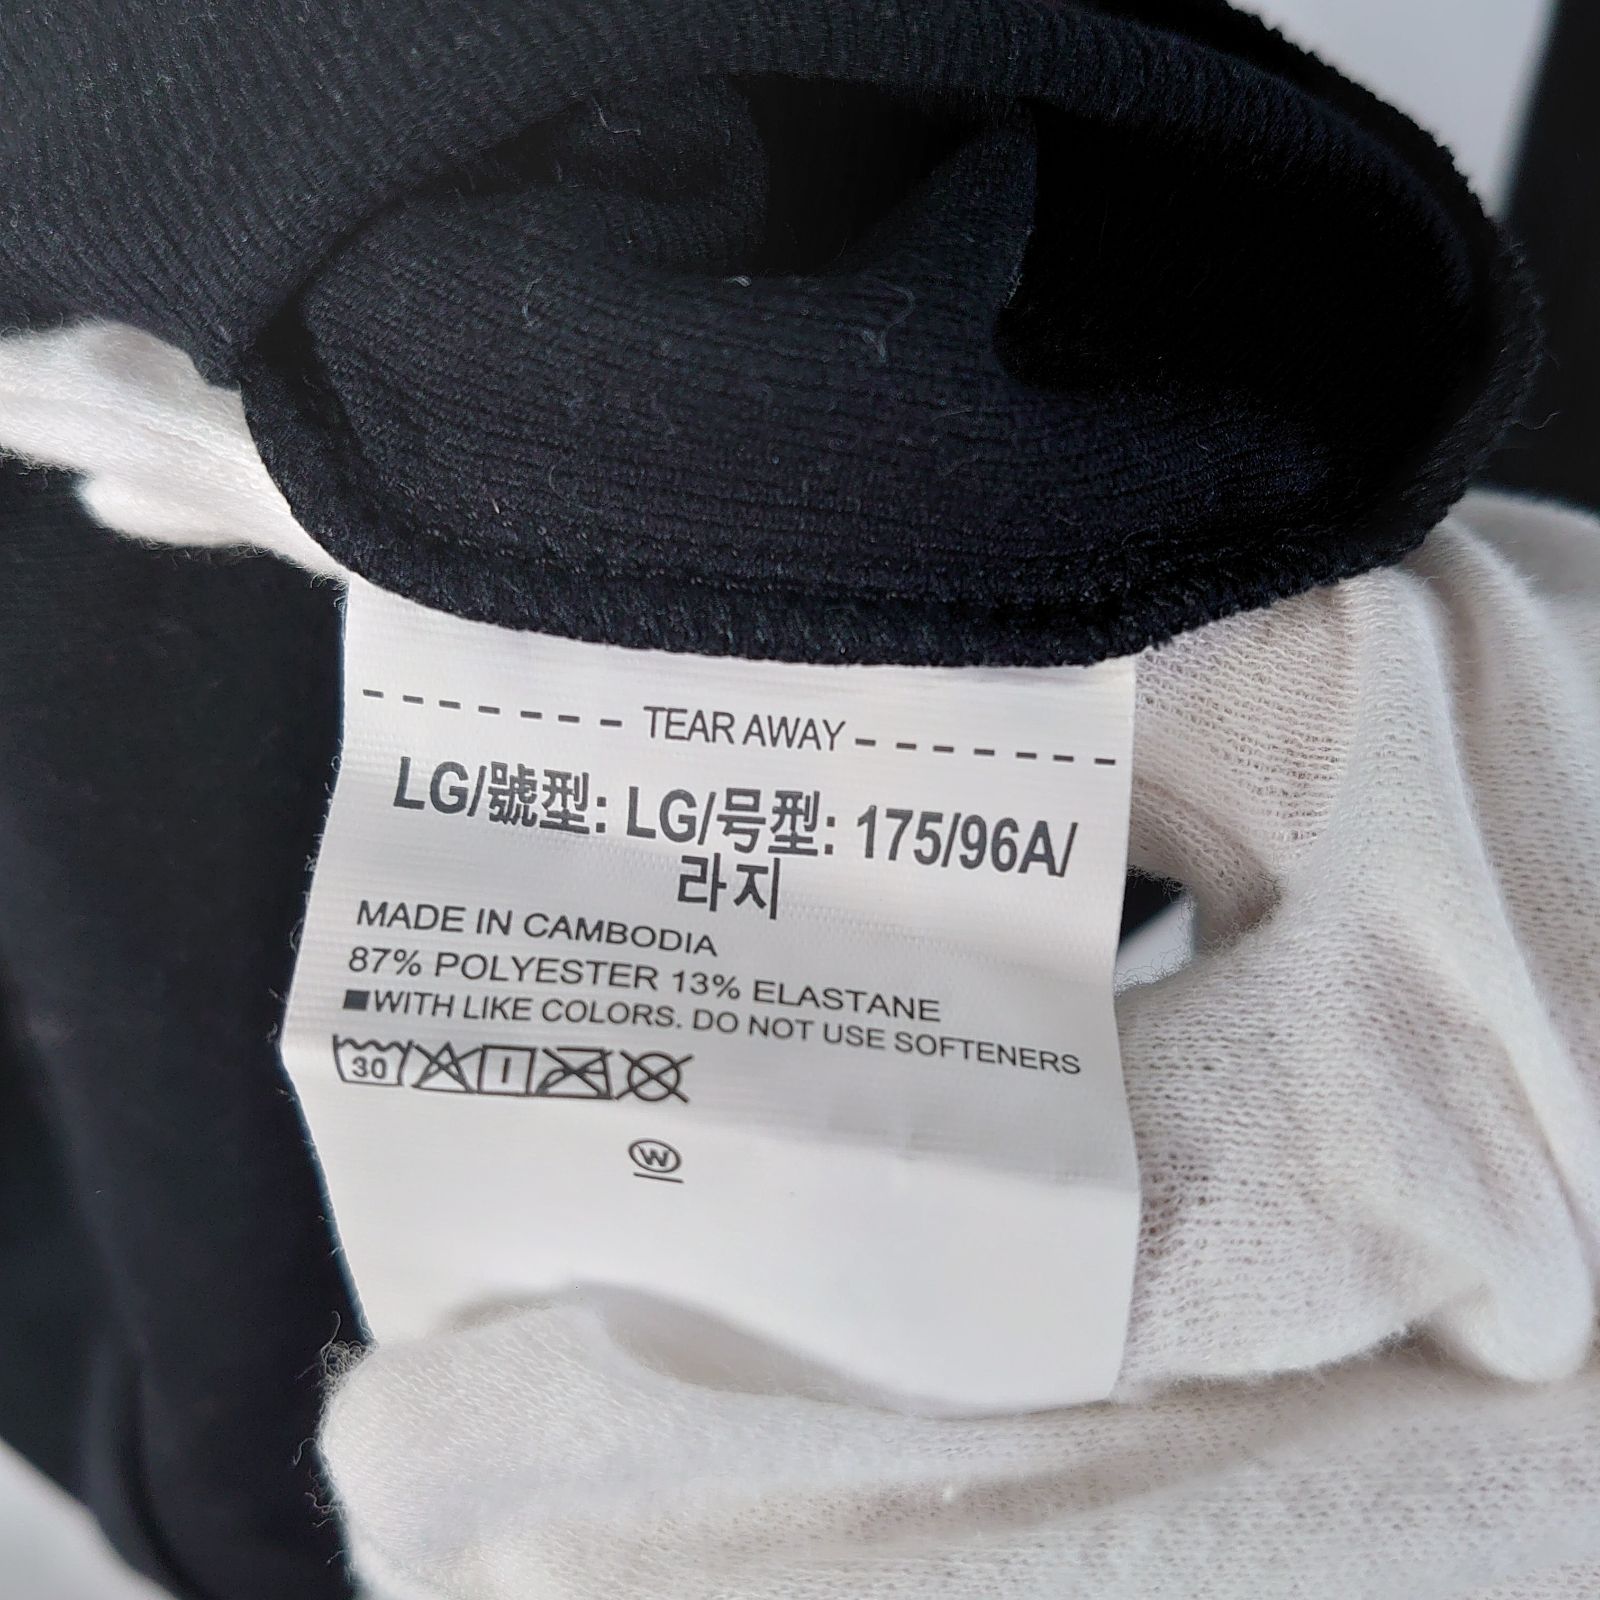 TEAR AWAY
LG/號型: LG/号型: 175/96A/
라지
MADE IN CAMBODIA
87% POLYESTER 13% ELASTANE
■WITH LIKE COLORS. DO NOT USE SOFTENERS
30
W